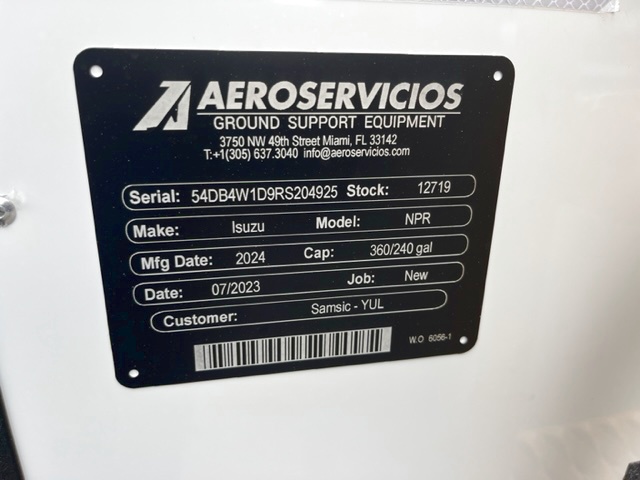 AEROSERVICIOS
GROUND SUPPORT EQUIPMENT
3750 NW 49th Street Miami, FL 33142
T:+1(305) 637.3040 info@aeroservicios.com
Serial: 54DB4W1D9RS204925 Stock: 12719
Make: Isuzu Model: NPR
Mfg Date: 2024 Cap: 360/240 gal
Date: 07/2023 Job: New
Customer: Samsic - YUL
W.O 6056-1